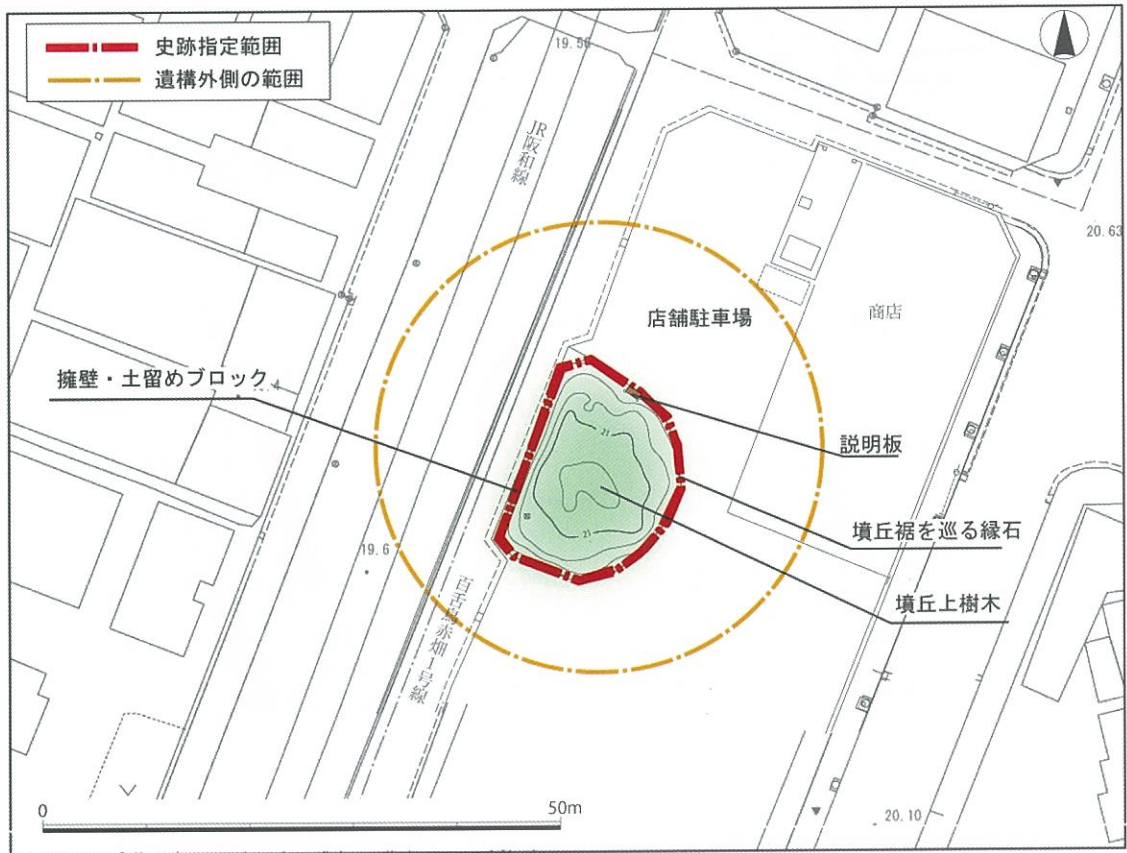 史跡指定範囲
遺構外側の範囲
19.50
JR阪和線
20.63
店舗駐車場
商店
擁壁・土留めブロック
説明板
21
墳丘裾を巡る縁石
19.6
21
墳丘上樹木
百舌鳥赤畑1号線
0
50m
20.10